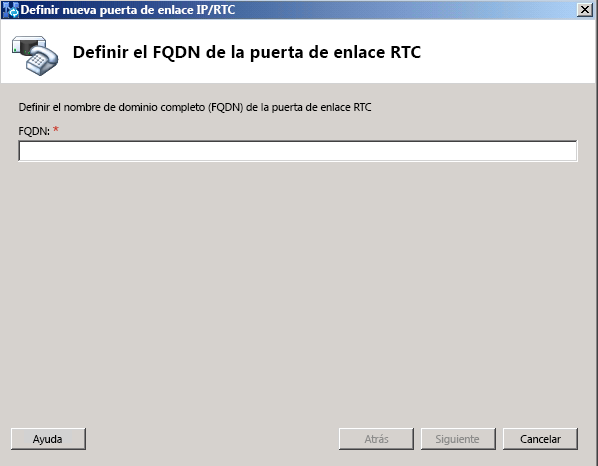 Definir nueva puerta de enlace IP/RTC
Definir el FQDN de la puerta de enlace RTC
Definir el nombre de dominio completo (FQDN) de la puerta de enlace RTC
FQDN: *
Ayuda
Atrás
Siguiente
Cancelar